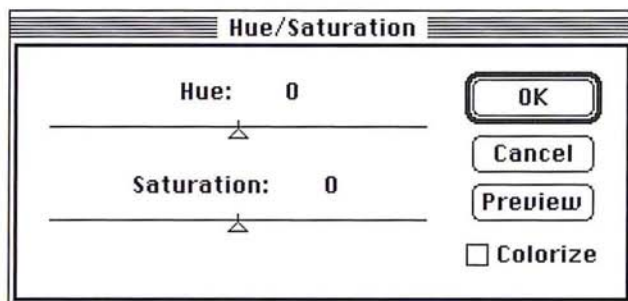 Hue/Saturation
Hue: 0
OK
Cancel
Saturation: 0
Preview
Colorize